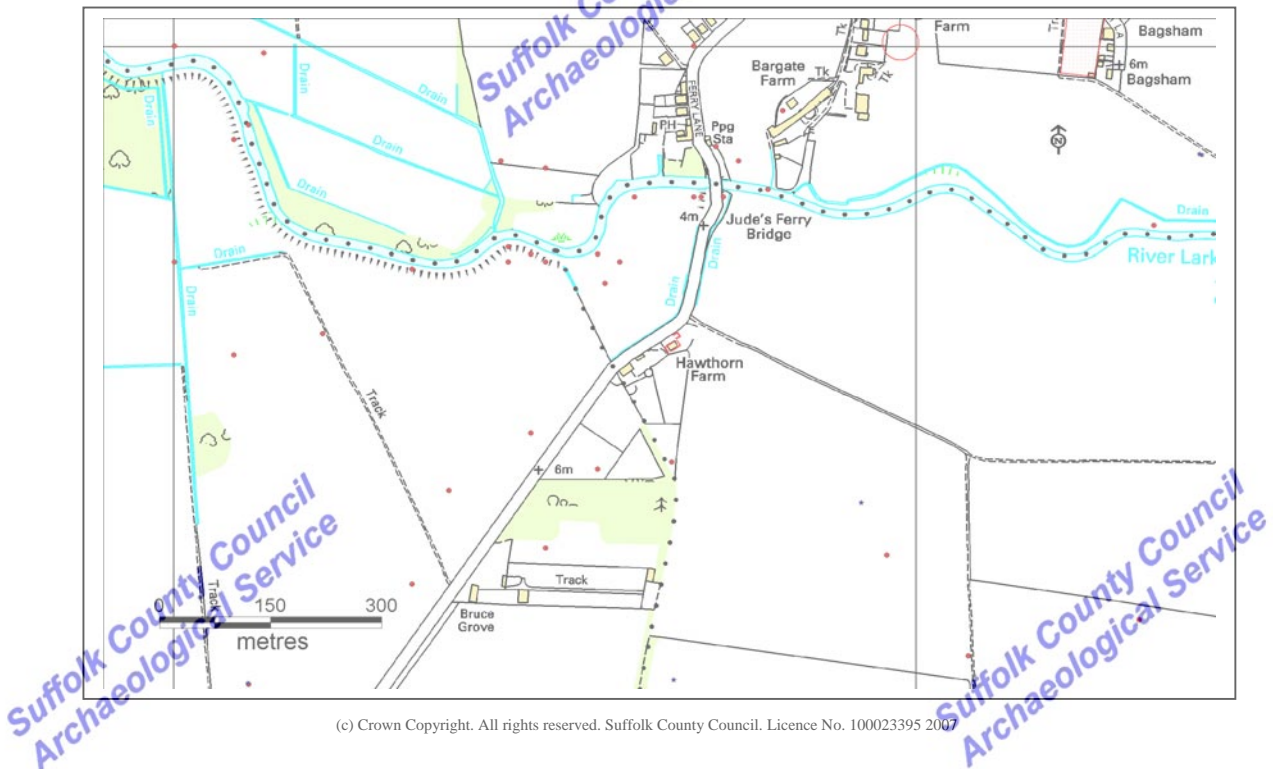 Suffolk County Council
Archaeological Service
Farm
Bagsham
6m
Bagsham
Bargate
Farm
Tk
Tk
Tk
Drain
Drain
Drain
Drain
Drain
FERRY LANE
PH
Ppg
Sta
N
4m
Jude's Ferry
Bridge
Drain
River Lark
Drain
Drain
Drain
Drain
Hawthorn
Farm
Track
6m
Track
Bruce
Grove
Track
0 150 300
metres
Suffolk County Council
Archaeological Service
Suffolk County Council
Archaeological Service
(c) Crown Copyright. All rights reserved. Suffolk County Council. Licence No. 100023395 2007